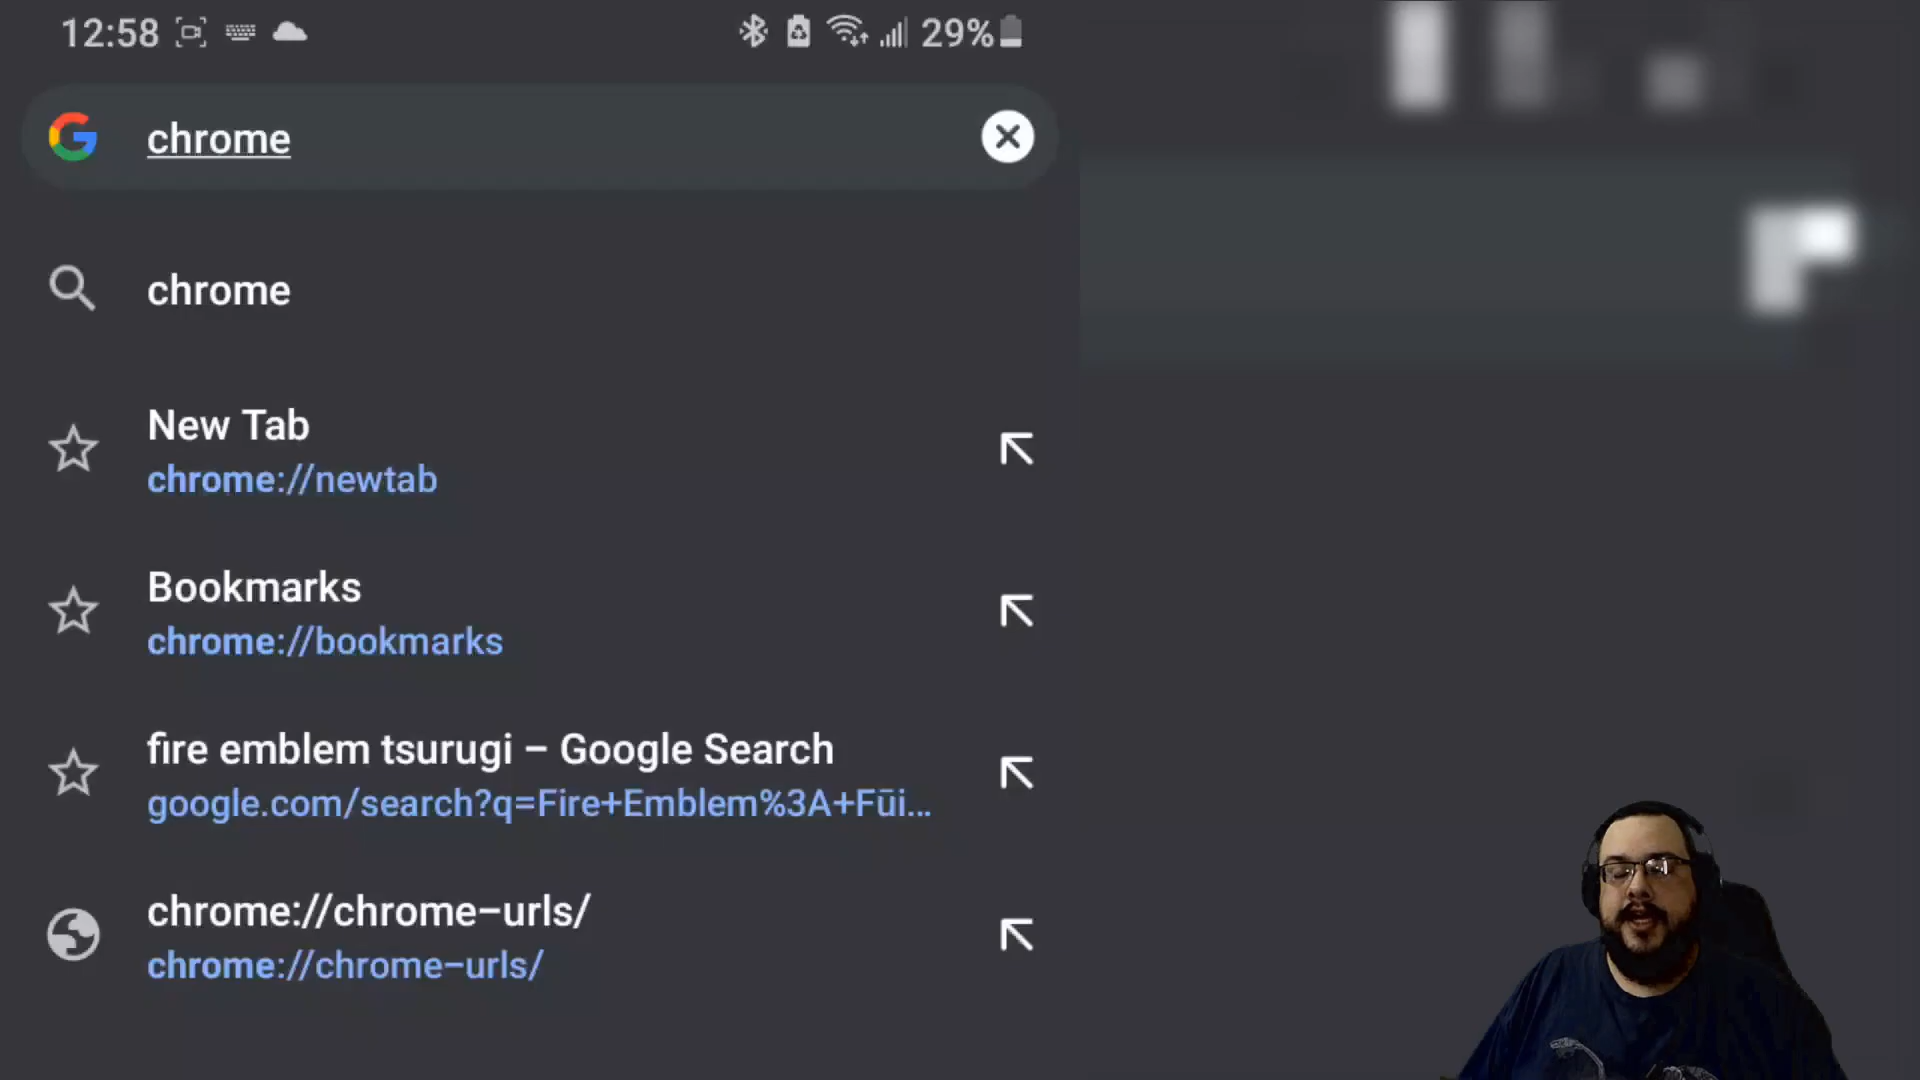 12:58
29%
chrome
chrome
New Tab
chrome://newtab
Bookmarks
chrome://bookmarks
fire emblem tsurugi – Google Search
google.com/search?q=Fire+Emblem%3A+Fūi...
chrome://chrome-urls/
chrome://chrome-urls/